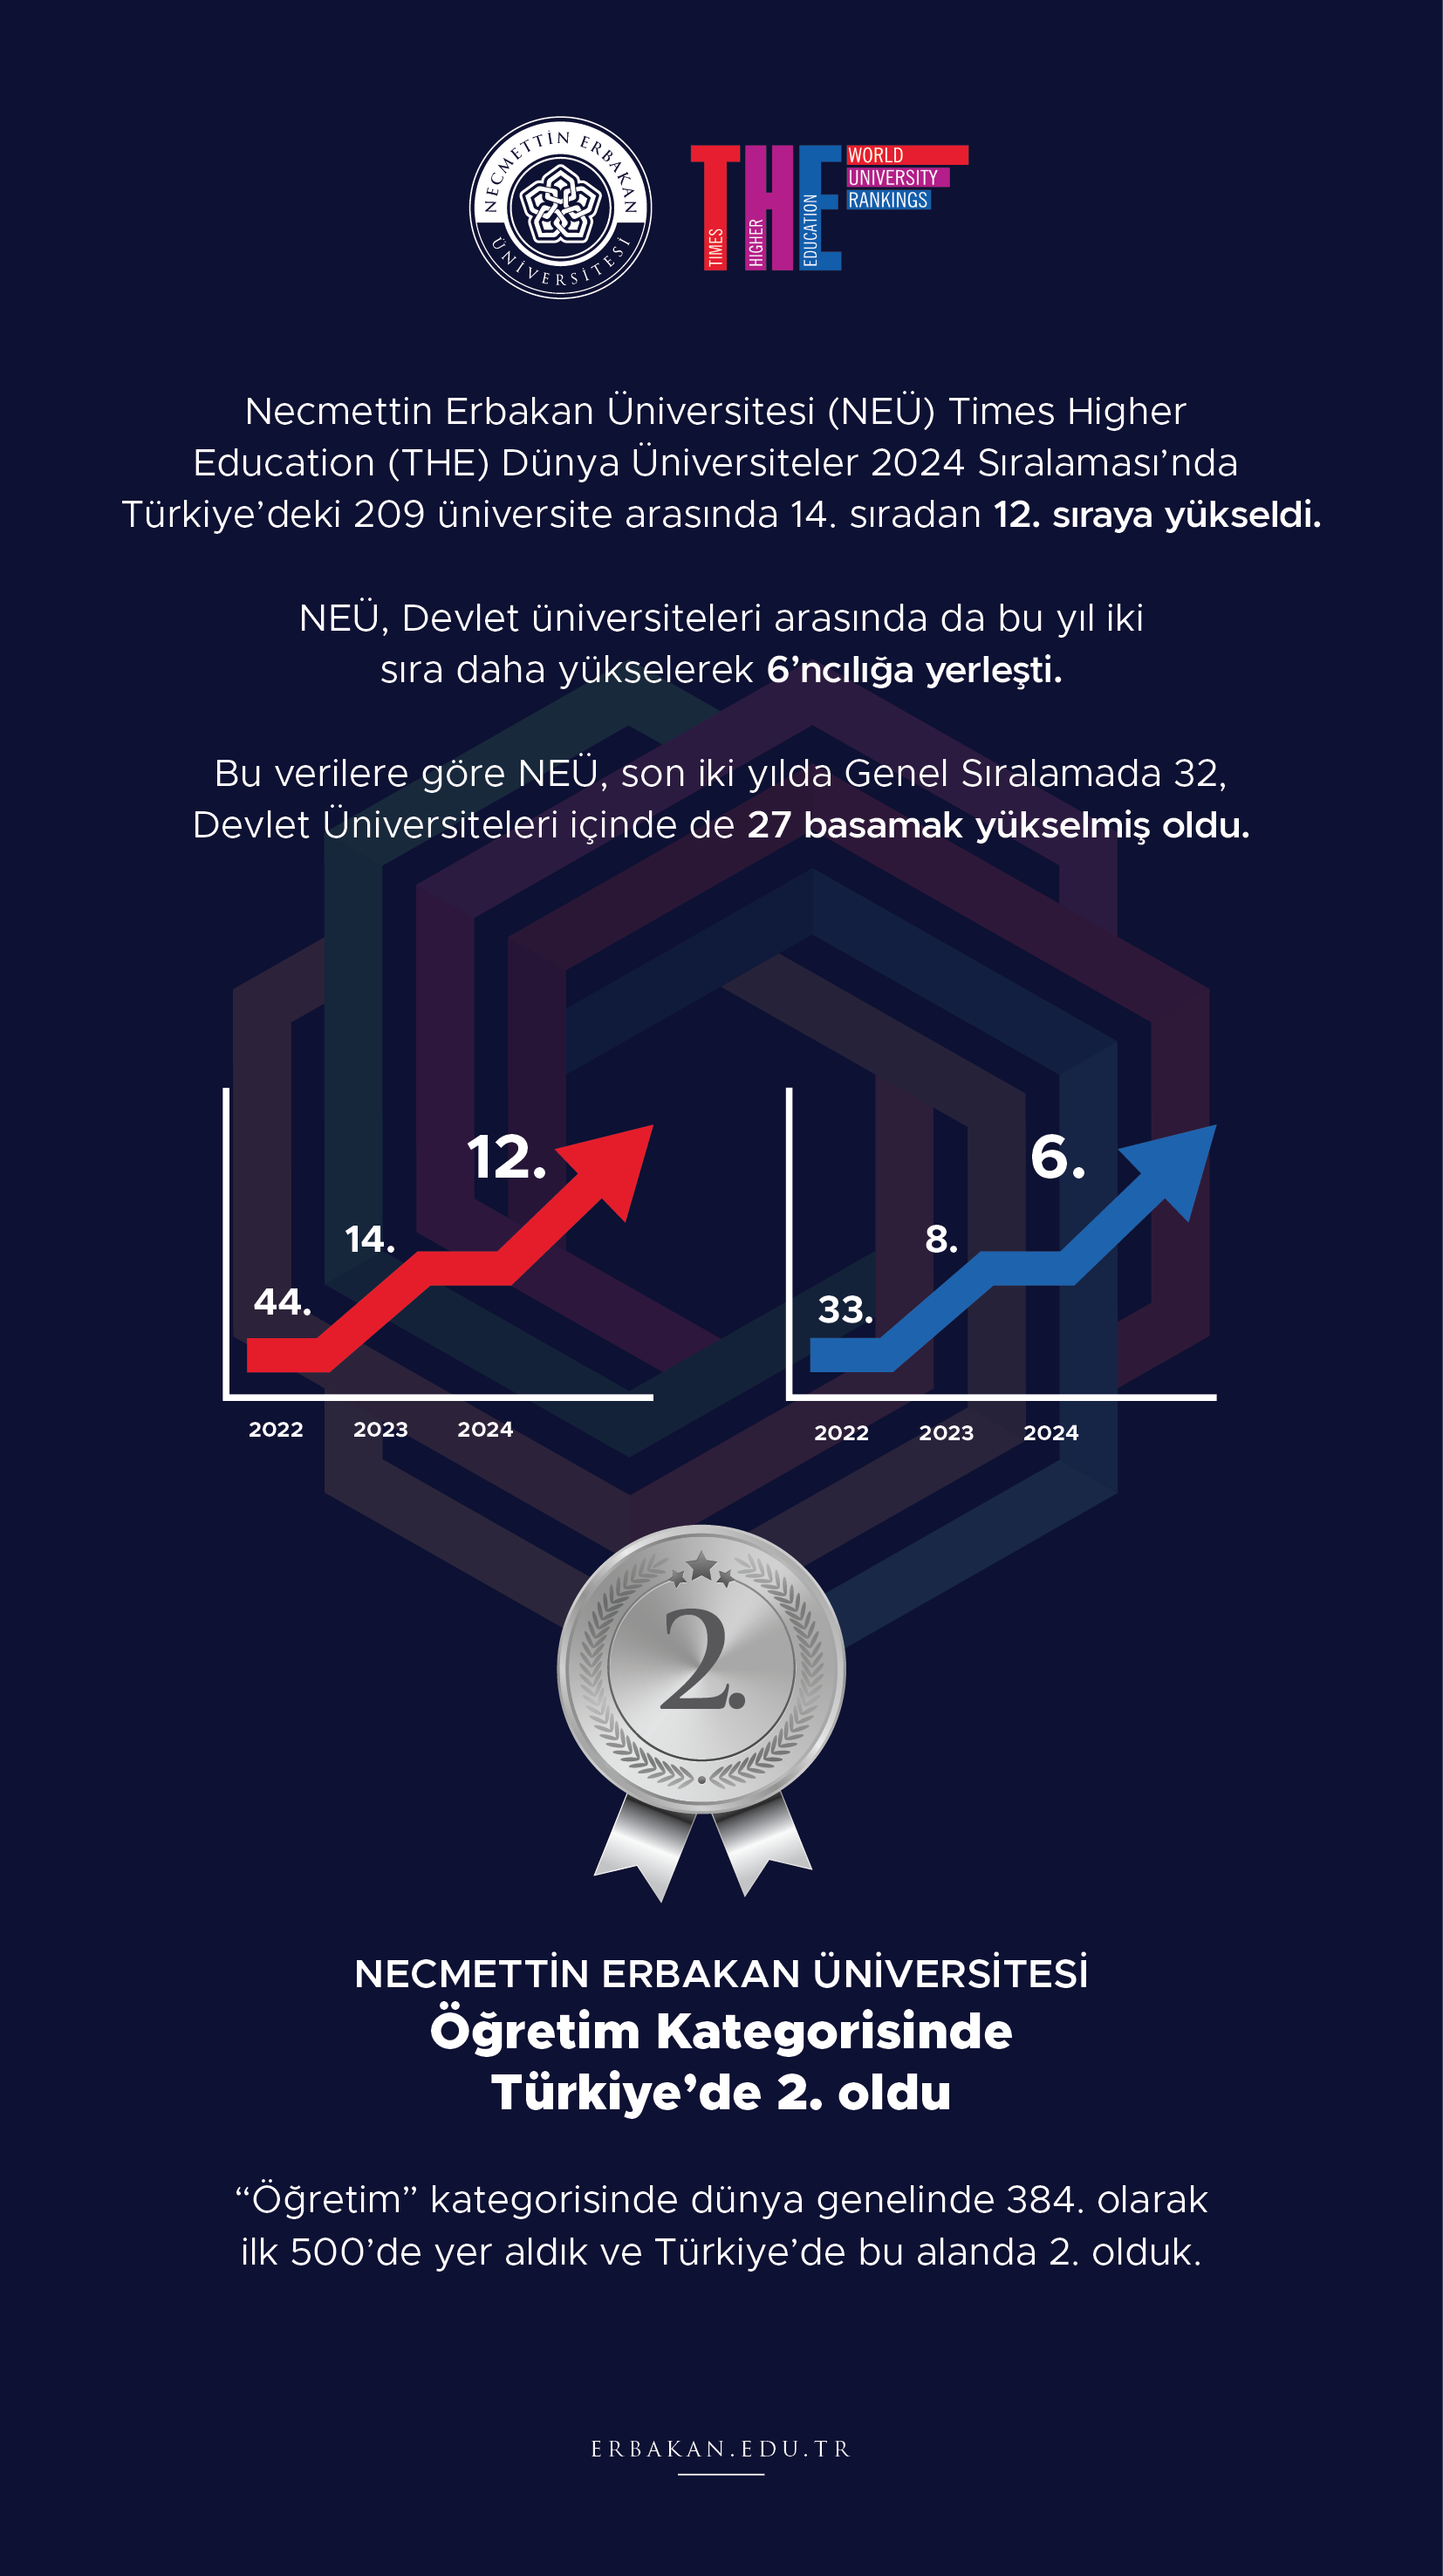 NECMETTİN ERBAKAN
ÜNİVERSİTESİ
TIMES
HIGHER
EDUCATION
THE
WORLD
UNIVERSITY
RANKINGS
Necmettin Erbakan Üniversitesi (NEÜ) Times Higher
Education (THE) Dünya Üniversiteler 2024 Sıralaması’nda
Türkiye’deki 209 üniversite arasında 14. sıradan 12. sıraya yükseldi.
NEÜ, Devlet üniversiteleri arasında da bu yıl iki
sıra daha yükselerek 6’ncılığa yerleşti.
Bu verilere göre NEÜ, son iki yılda Genel Sıralamada 32,
Devlet Üniversiteleri içinde de 27 basamak yükselmiş oldu.
44.
14.
12.
2022 2023 2024
33.
8.
6.
2022 2023 2024
2.
NECMETTİN ERBAKAN ÜNİVERSİTESİ
Öğretim Kategorisinde
Türkiye’de 2. oldu
“Öğretim” kategorisinde dünya genelinde 384. olarak
ilk 500’de yer aldık ve Türkiye’de bu alanda 2. olduk.
ERBAKAN.EDU.TR